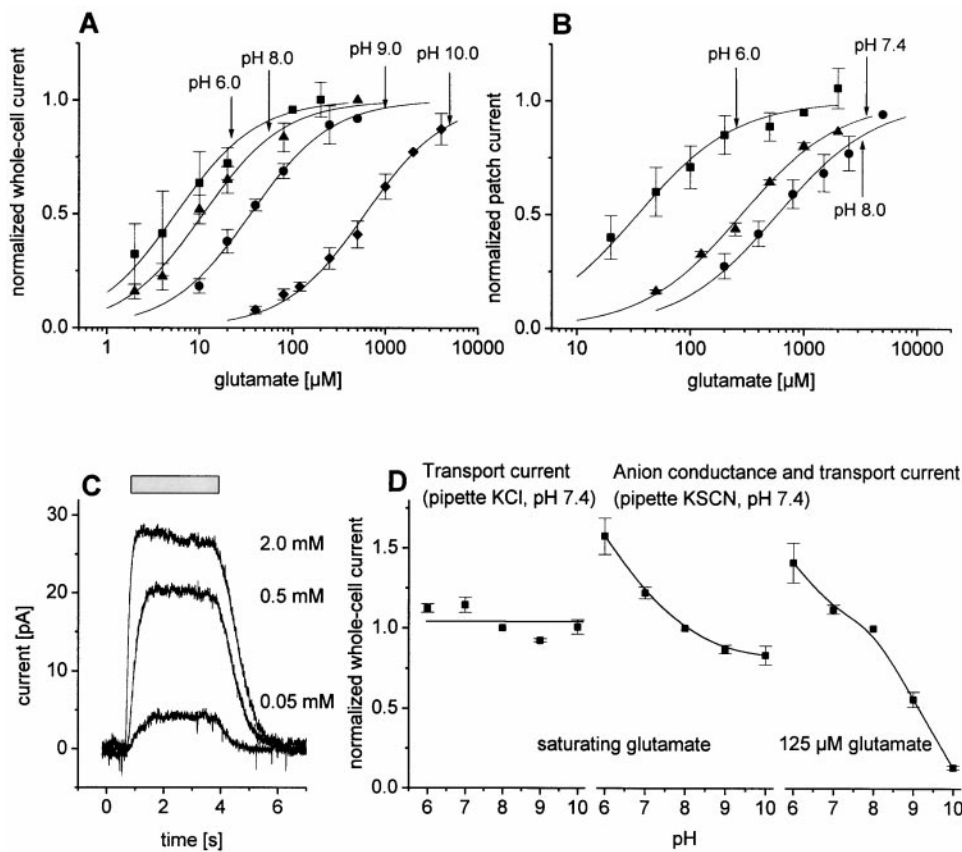 A
pH 6.0
pH 8.0
pH 9.0
pH 10.0
normalized whole-cell current
1.0
0.5
0.0
1
10
100
1000
10000
glutamate [µM]
B
pH 6.0
pH 7.4
pH 8.0
normalized patch current
1.0
0.5
0.0
10
100
1000
10000
glutamate [µM]
C
2.0 mM
0.5 mM
0.05 mM
current [pA]
30
20
10
0
0
2
4
6
time [s]
D
Transport current
(pipette KCl, pH 7.4)
Anion conductance and transport current
(pipette KSCN, pH 7.4)
normalized whole-cell current
1.5
1.0
0.5
0.0
saturating glutamate
125 µM glutamate
6 7 8 9 10
6 7 8 9 10
6 7 8 9 10
pH